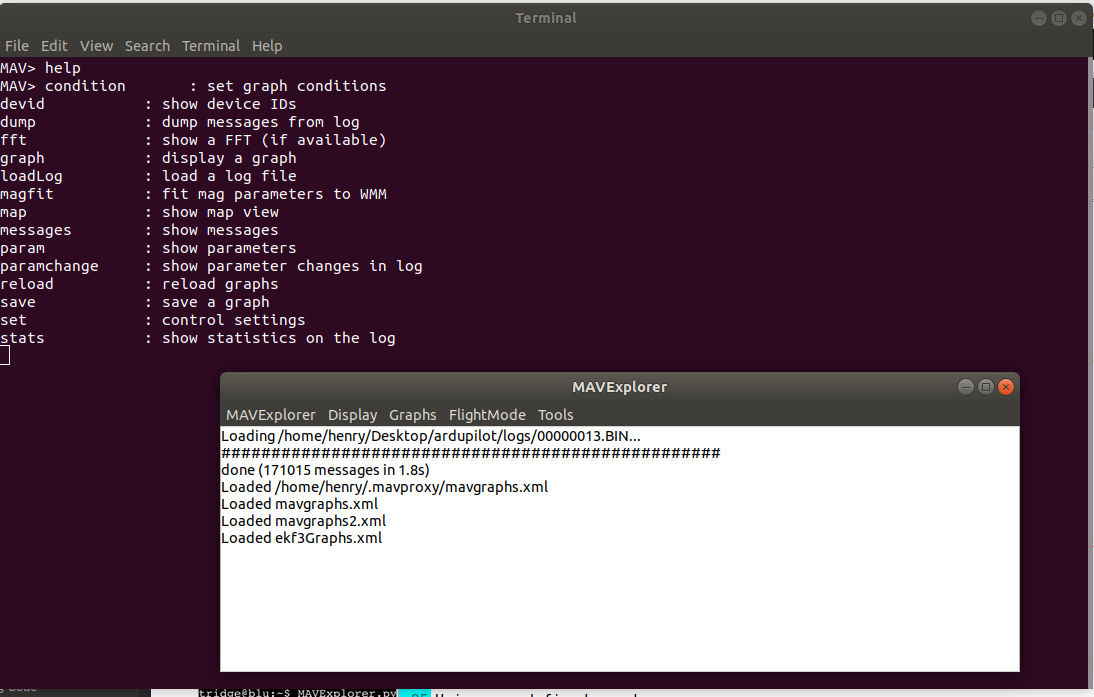 Terminal
File Edit View Search Terminal Help
MAV> help
MAV> condition : set graph conditions
devid : show device IDs
dump : dump messages from log
fft : show a FFT (if available)
graph : display a graph
loadLog : load a log file
magfit : fit mag parameters to WMM
map : show map view
messages : show messages
param : show parameters
paramchange : show parameter changes in log
reload : reload graphs
save : save a graph
set : control settings
stats : show statistics on the log
MAVExplorer
MAVExplorer Display Graphs FlightMode Tools
Loading /home/henry/Desktop/ardupilot/logs/00000013.BIN...
##################################################
done (171015 messages in 1.8s)
Loaded /home/henry/.mavproxy/mavgraphs.xml
Loaded mavgraphs.xml
Loaded mavgraphs2.xml
Loaded ekf3Graphs.xml
tridge@blu:~$ MAVExplorer.py